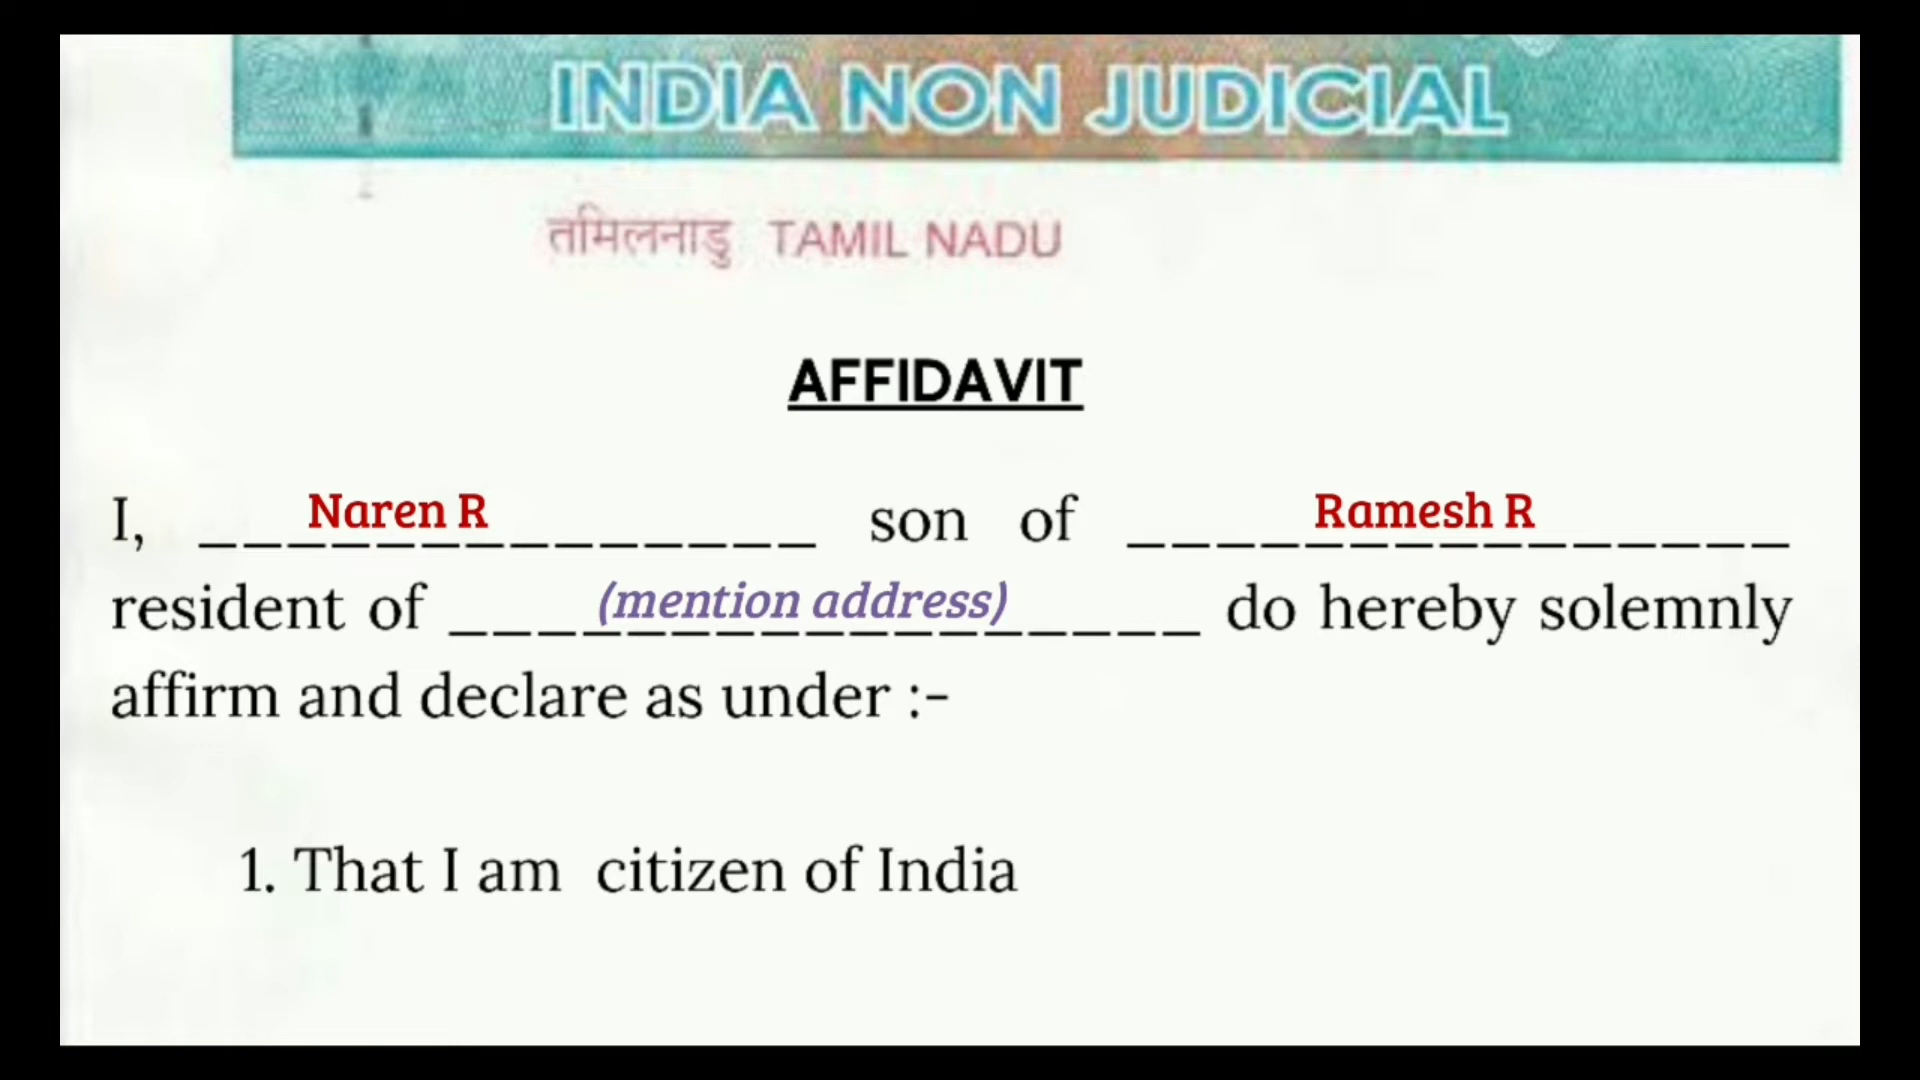 INDIA NON JUDICIAL
तमिलनाडु TAMIL NADU
AFFIDAVIT
I, Naren R son of Ramesh R
resident of (mention address) do hereby solemnly
affirm and declare as under :-
1. That I am citizen of India